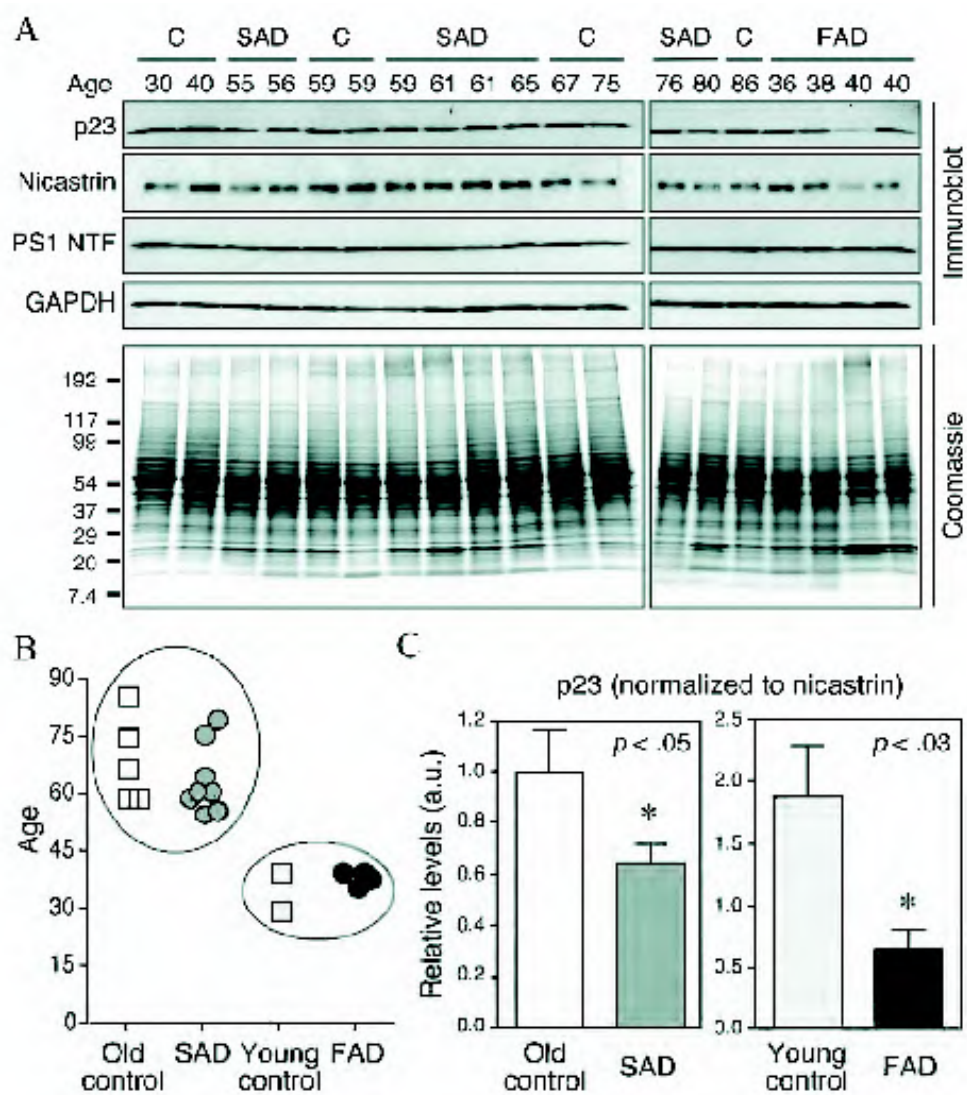 A
C SAD C SAD C SAD C FAD
Age 30 40 55 56 59 59 59 61 61 65 67 75 76 80 86 36 38 40 40
p23
Nicastrin
PS1 NTF
GAPDH
Immunoblot
192
117
98
54
37
29
20
7.4
Coomassie
B
90
75
60
45
30
15
0
Age
Old control SAD Young control FAD
C
p23 (normalized to nicastrin)
Relative levels (a.u.)
1.2
1.0
0.8
0.6
0.4
0.2
0.0
p < .05
*
Old control SAD
2.5
2.0
1.5
1.0
0.5
0.0
p < .03
*
Young control FAD